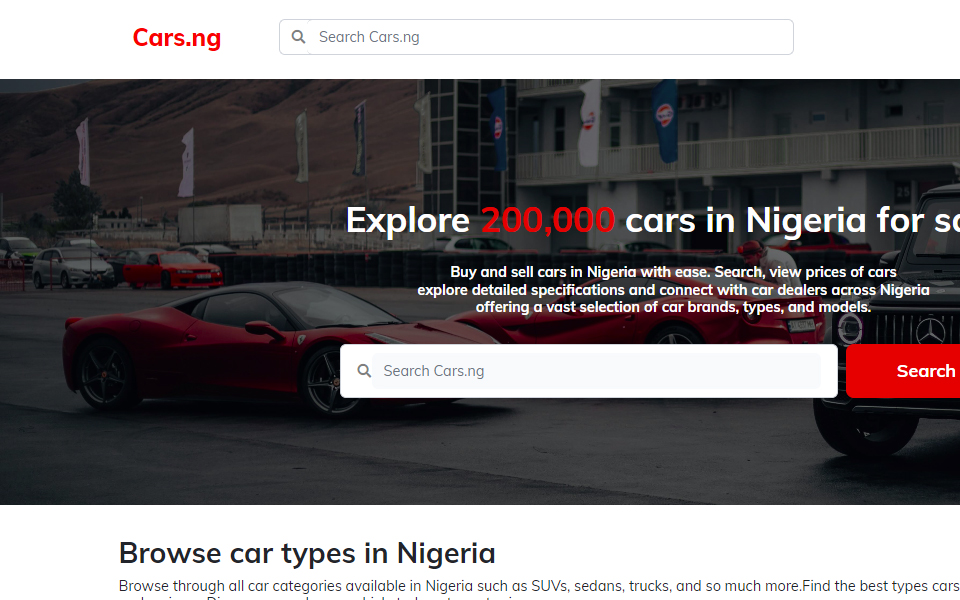 Cars.ng
Search Cars.ng
Explore 200,000 cars in Nigeria for
Buy and sell cars in Nigeria with ease. Search, view prices of cars
explore detailed specifications and connect with car dealers across Nigeria
offering a vast selection of car brands, types, and models.
Search Cars.ng
Search
Browse car types in Nigeria
Browse through all car categories available in Nigeria such as SUVs, sedans, trucks, and so much more.Find the best types cars